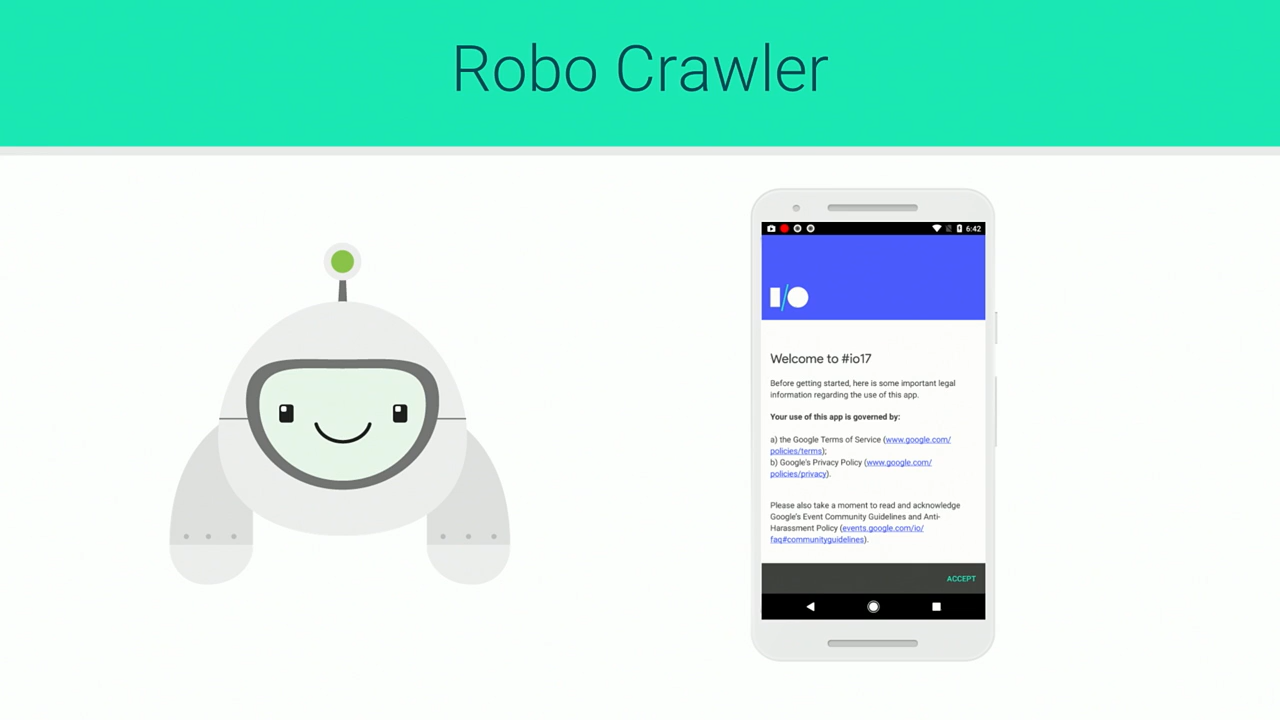 Robo Crawler
6:42
I/O
Welcome to #io17
Before getting started, here is some important legal
information regarding the use of this app.
Your use of this app is governed by:
a) the Google Terms of Service (www.google.com/
policies/terms);
b) Google's Privacy Policy (www.google.com/
policies/privacy).
Please also take a moment to read and acknowledge
Google's Event Community Guidelines and Anti-
Harassment Policy (events.google.com/io/
faq#communityguidelines).
ACCEPT